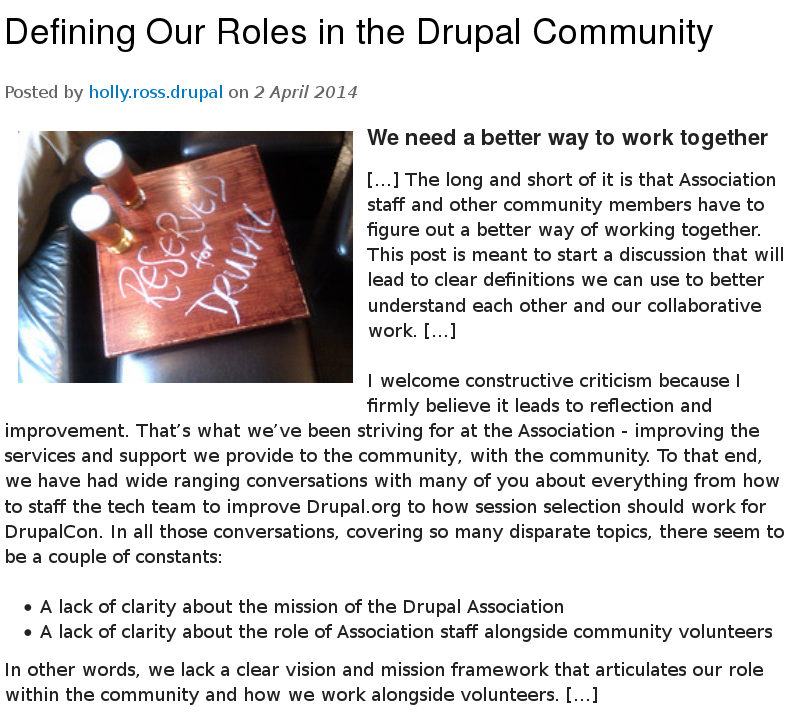 Defining Our Roles in the Drupal Community
Posted by holly.ross.drupal on 2 April 2014
RESERVED
for
DRUPAL
We need a better way to work together
[...] The long and short of it is that Association
staff and other community members have to
figure out a better way of working together.
This post is meant to start a discussion that will
lead to clear definitions we can use to better
understand each other and our collaborative
work. [...]
I welcome constructive criticism because I
firmly believe it leads to reflection and
improvement. That’s what we’ve been striving for at the Association - improving the
services and support we provide to the community, with the community. To that end,
we have had wide ranging conversations with many of you about everything from how
to staff the tech team to improve Drupal.org to how session selection should work for
DrupalCon. In all those conversations, covering so many disparate topics, there seem to
be a couple of constants:
• A lack of clarity about the mission of the Drupal Association
• A lack of clarity about the role of Association staff alongside community volunteers
In other words, we lack a clear vision and mission framework that articulates our role
within the community and how we work alongside volunteers. [...]